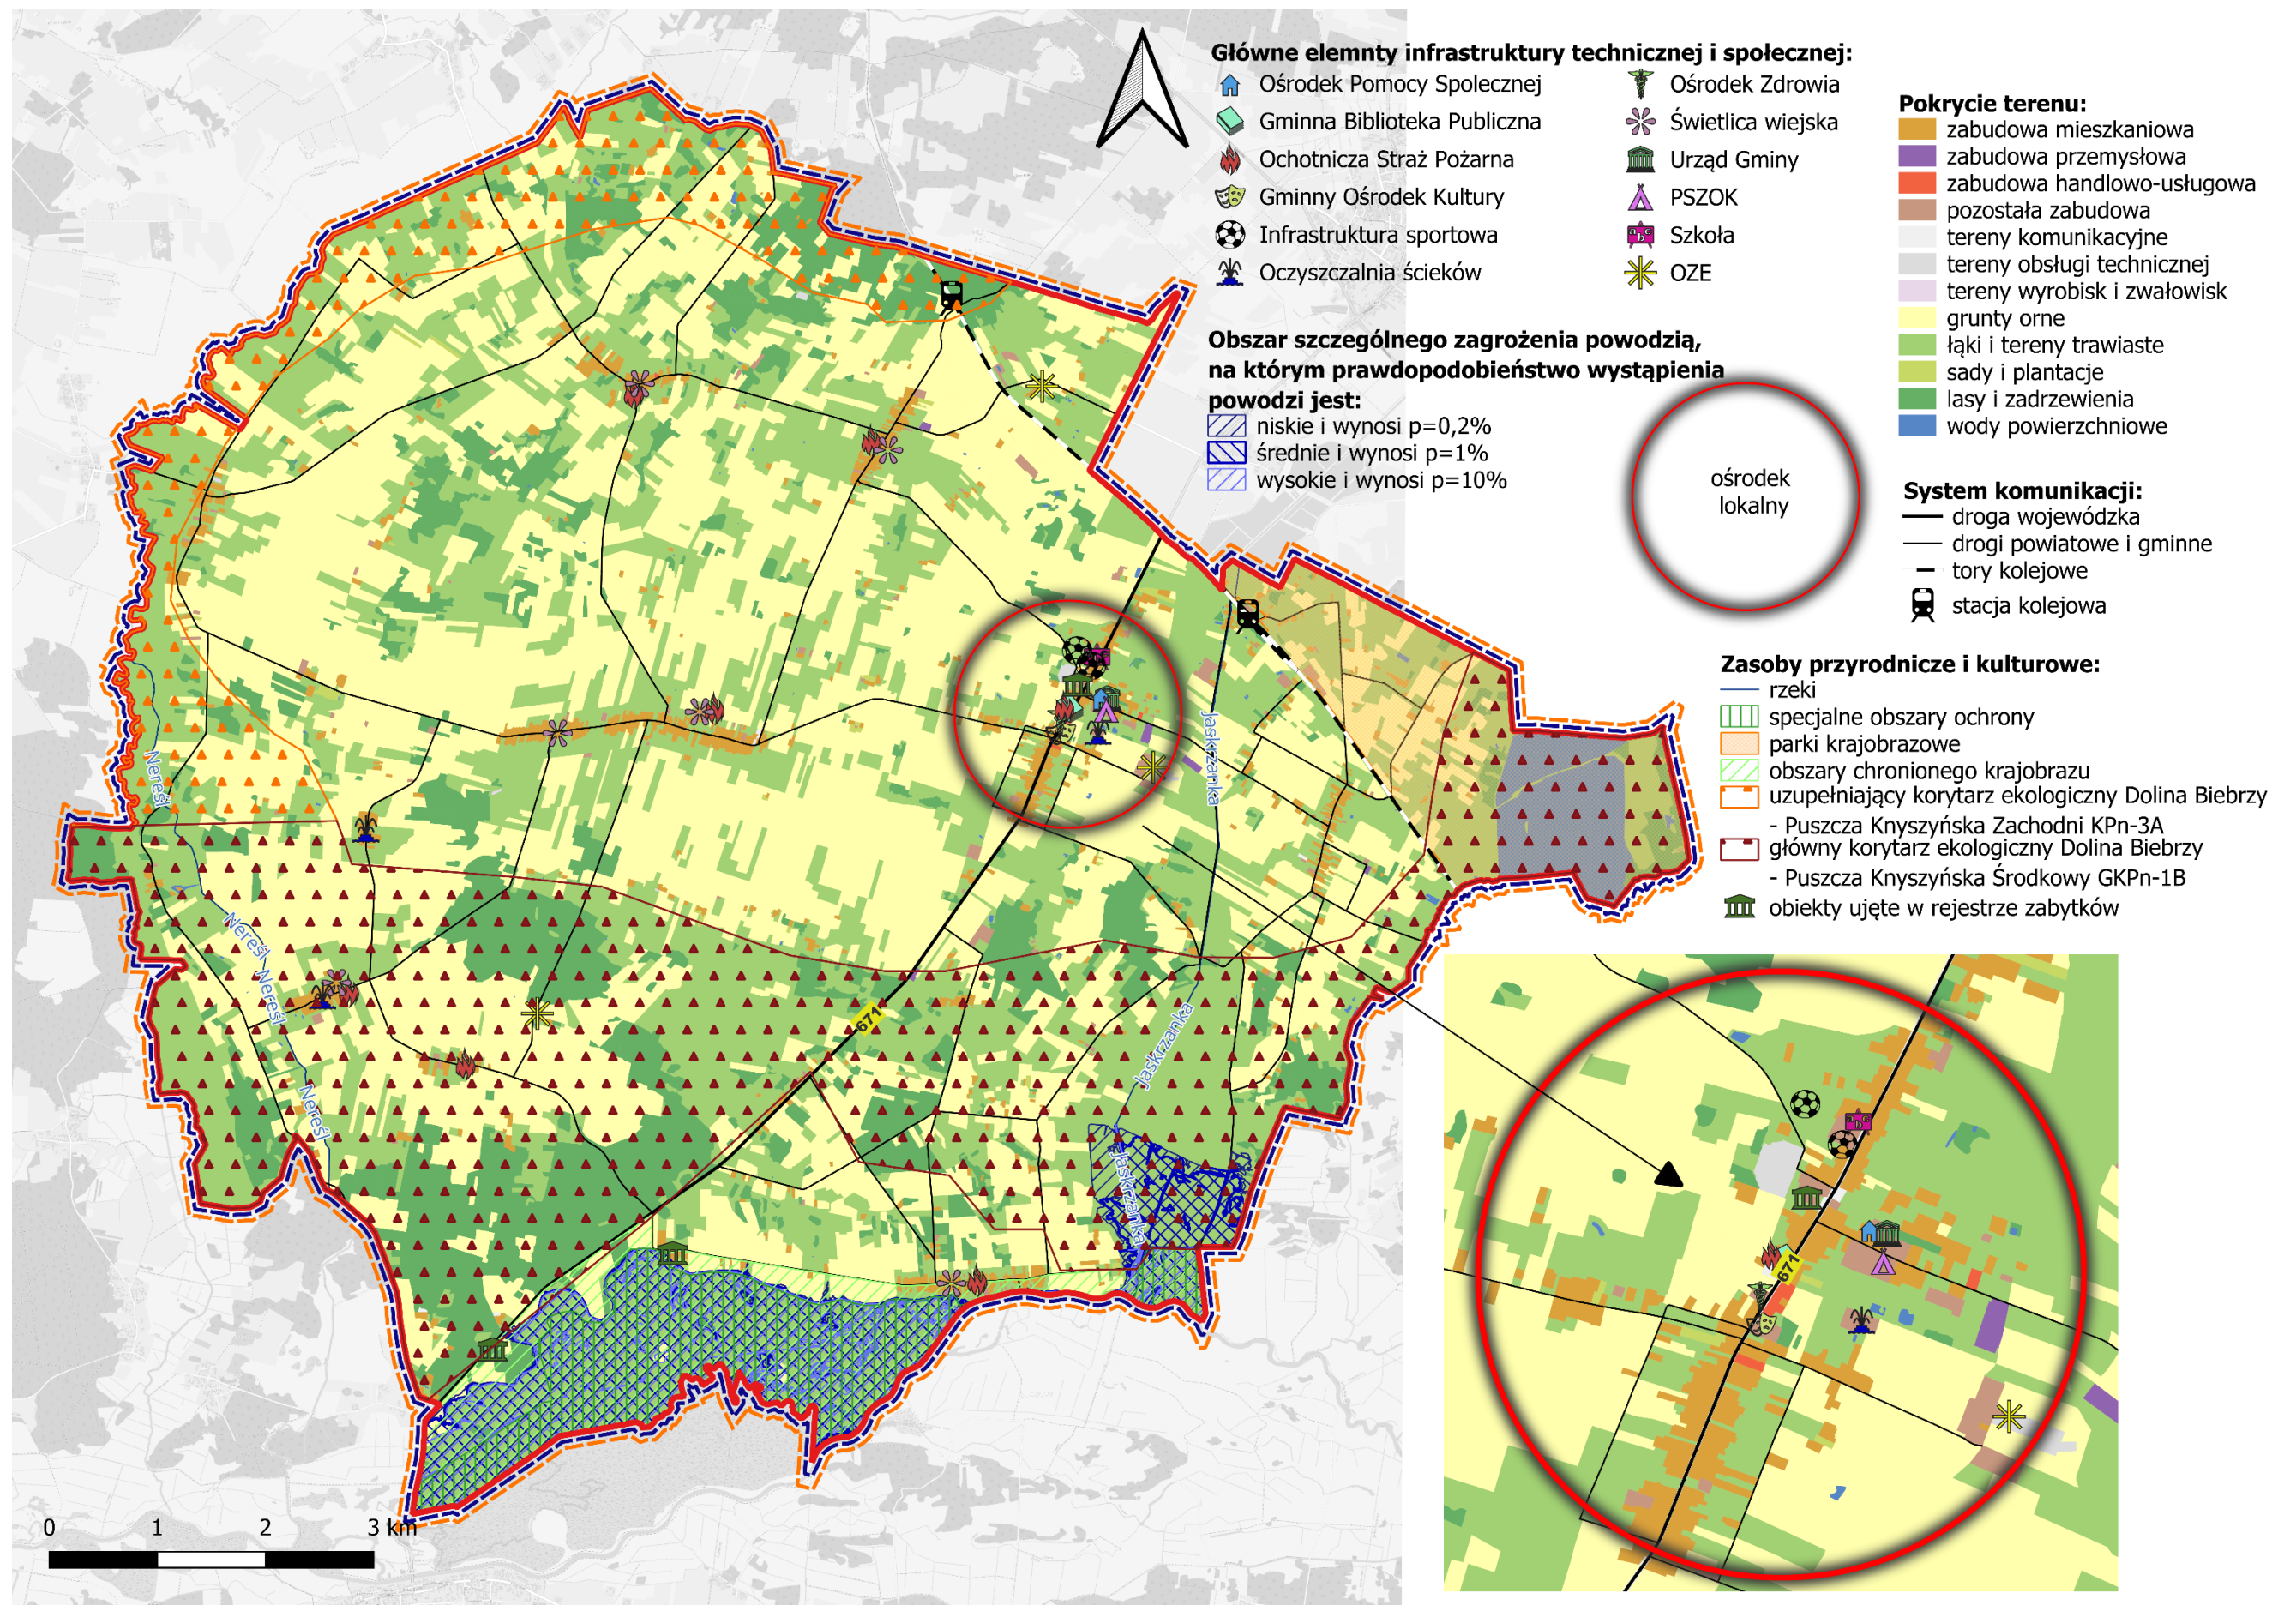 Główne elemnty infrastruktury technicznej i społecznej:
Ośrodek Pomocy Spolecznej
Gminna Biblioteka Publiczna
Ochotnicza Straż Pożarna
Gminny Ośrodek Kultury
Infrastruktura sportowa
Oczyszczalnia ścieków
Ośrodek Zdrowia
Świetlica wiejska
Urząd Gminy
PSZOK
Szkoła
OZE
Obszar szczególnego zagrożenia powodzią,
na którym prawdopodobieństwo wystąpienia
powodzi jest:
niskie i wynosi p=0,2%
średnie i wynosi p=1%
wysokie i wynosi p=10%
ośrodek
lokalny
Pokrycie terenu:
zabudowa mieszkaniowa
zabudowa przemysłowa
zabudowa handlowo-usługowa
pozostała zabudowa
tereny komunikacyjne
tereny obsługi technicznej
tereny wyrobisk i zwałowisk
grunty orne
łąki i tereny trawiaste
sady i plantacje
lasy i zadrzewienia
wody powierzchniowe
System komunikacji:
droga wojewódzka
drogi powiatowe i gminne
tory kolejowe
stacja kolejowa
Zasoby przyrodnicze i kulturowe:
rzeki
specjalne obszary ochrony
parki krajobrazowe
obszary chronionego krajobrazu
uzupełniający korytarz ekologiczny Dolina Biebrzy
- Puszcza Knyszyńska Zachodni KPn-3A
główny korytarz ekologiczny Dolina Biebrzy
- Puszcza Knyszyńska Środkowy GKPn-1B
obiekty ujęte w rejestrze zabytków
Nereśl
Nereśl
Nereśl
Nereśl
Jaskrzanka
Jaskrzanka
Jaskrzanka
671
671
0 1 2 3 km